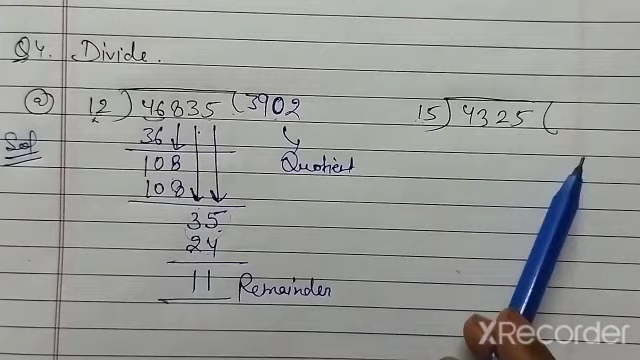 Q4. Divide.
(a) 12 ) 46835 ( 3902
Sol
36
108
108
Quotient
35
24
11 Remainder
15 ) 4325 (
XRecorder